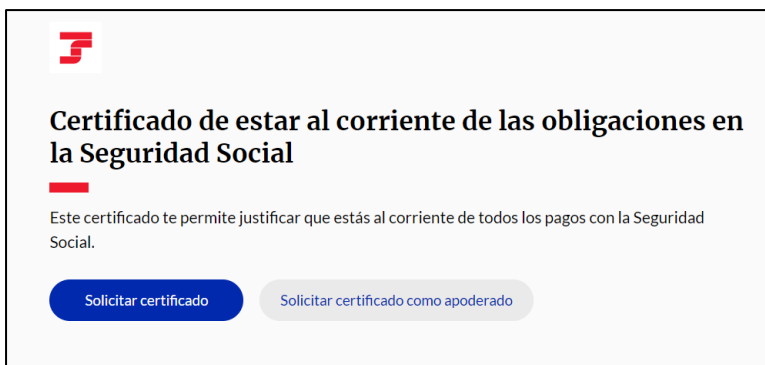 Certificado de estar al corriente de las obligaciones en
la Seguridad Social
Este certificado te permite justificar que estás al corriente de todos los pagos con la Seguridad
Social.
Solicitar certificado
Solicitar certificado como apoderado